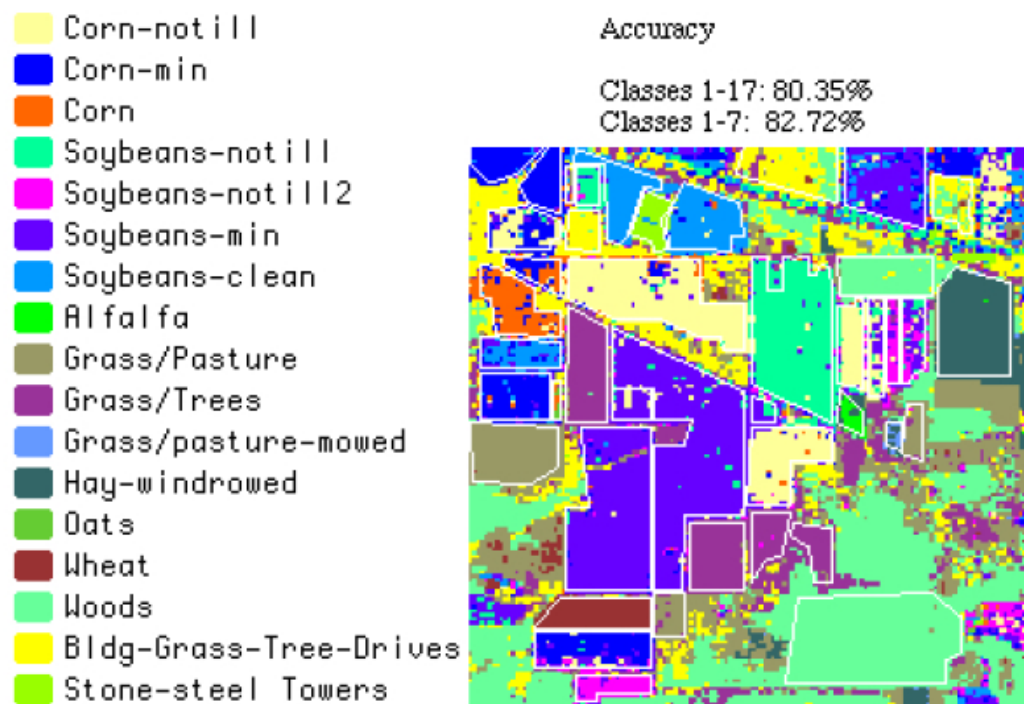 Corn-notill
Corn-min
Corn
Soybeans-notill
Soybeans-notill2
Soybeans-min
Soybeans-clean
Alfalfa
Grass/Pasture
Grass/Trees
Grass/pasture-mowed
Hay-windrowed
Oats
Wheat
Woods
Bldg-Grass-Tree-Drives
Stone-steel Towers
Accuracy
Classes 1-17: 80.35%
Classes 1-7: 82.72%